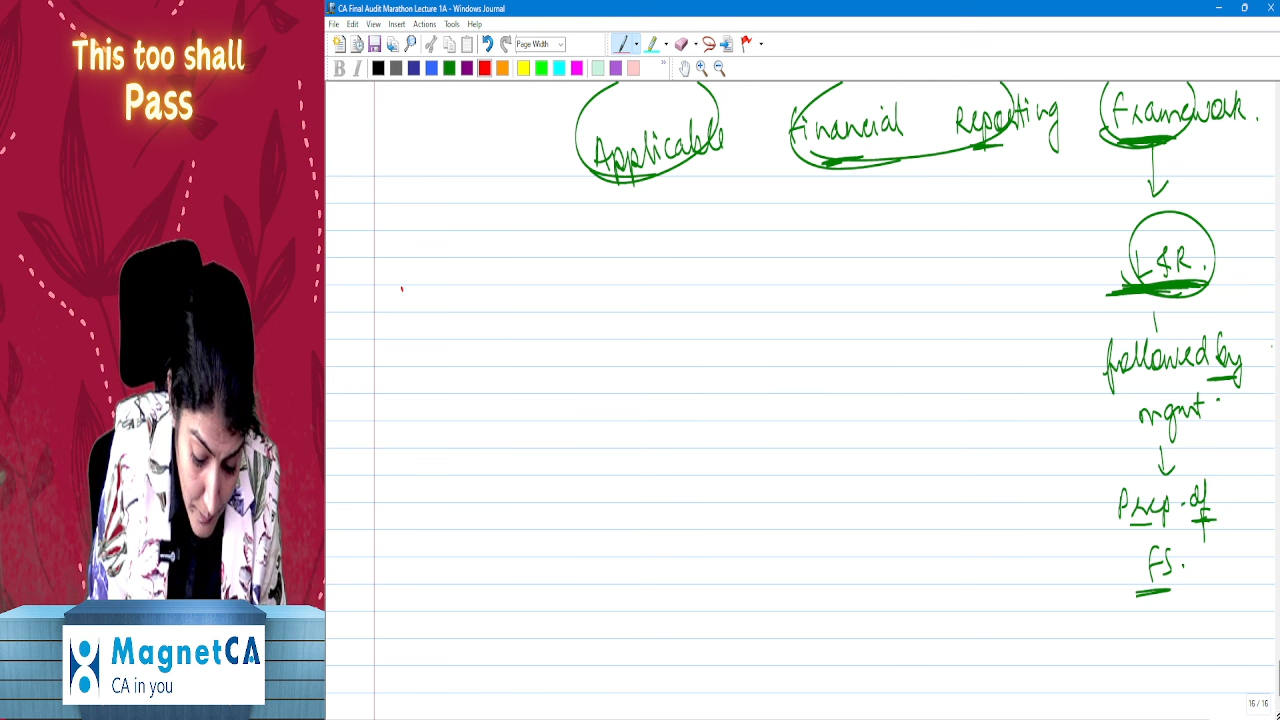 This too shall
Pass
MagnetCA
CA in you
CA Final Audit Marathon Lecture 1A - Windows Journal
File Edit View Insert Actions Tools Help
Page Width
B I
Applicable Financial Reporting Framework.
L&R.
followed by
mgmt.
Prep. of
FS.
16 / 16